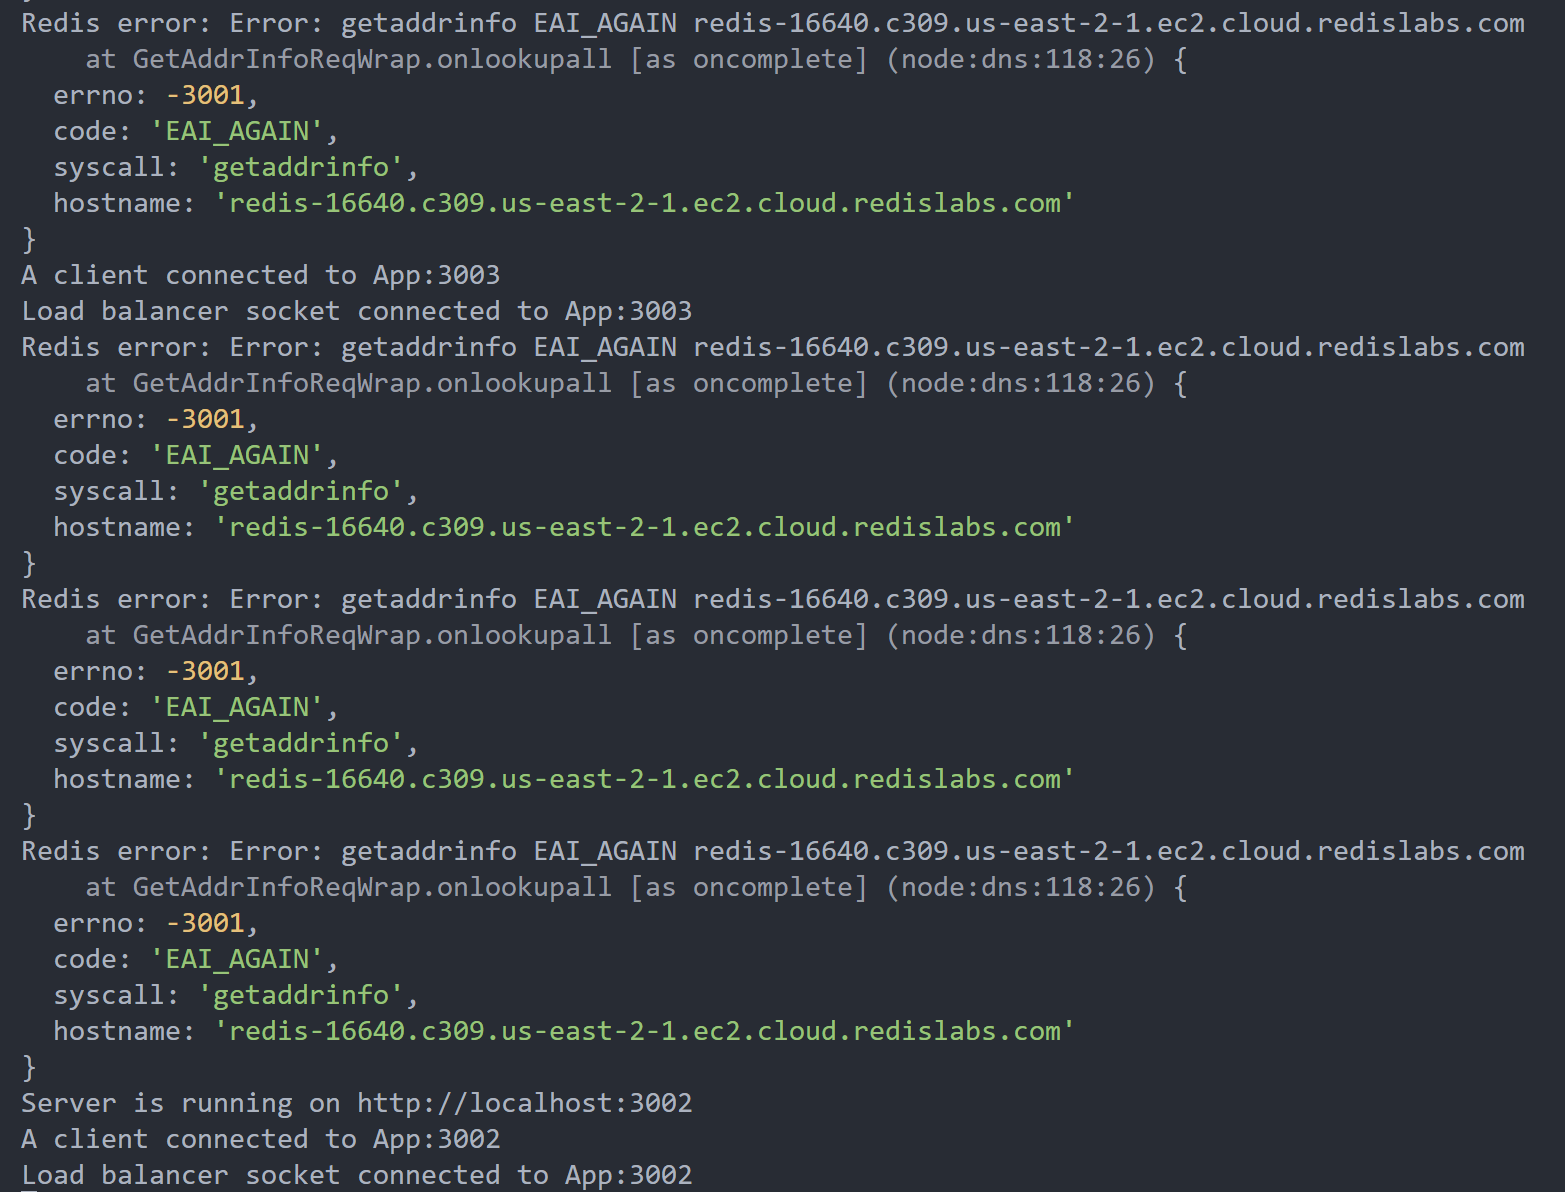 Redis error: Error: getaddrinfo EAI_AGAIN redis-16640.c309.us-east-2-1.ec2.cloud.redislabs.com
    at GetAddrInfoReqWrap.onlookupall [as oncomplete] (node:dns:118:26) {
  errno: -3001,
  code: 'EAI_AGAIN',
  syscall: 'getaddrinfo',
  hostname: 'redis-16640.c309.us-east-2-1.ec2.cloud.redislabs.com'
}
A client connected to App:3003
Load balancer socket connected to App:3003
Redis error: Error: getaddrinfo EAI_AGAIN redis-16640.c309.us-east-2-1.ec2.cloud.redislabs.com
    at GetAddrInfoReqWrap.onlookupall [as oncomplete] (node:dns:118:26) {
  errno: -3001,
  code: 'EAI_AGAIN',
  syscall: 'getaddrinfo',
  hostname: 'redis-16640.c309.us-east-2-1.ec2.cloud.redislabs.com'
}
Redis error: Error: getaddrinfo EAI_AGAIN redis-16640.c309.us-east-2-1.ec2.cloud.redislabs.com
    at GetAddrInfoReqWrap.onlookupall [as oncomplete] (node:dns:118:26) {
  errno: -3001,
  code: 'EAI_AGAIN',
  syscall: 'getaddrinfo',
  hostname: 'redis-16640.c309.us-east-2-1.ec2.cloud.redislabs.com'
}
Redis error: Error: getaddrinfo EAI_AGAIN redis-16640.c309.us-east-2-1.ec2.cloud.redislabs.com
    at GetAddrInfoReqWrap.onlookupall [as oncomplete] (node:dns:118:26) {
  errno: -3001,
  code: 'EAI_AGAIN',
  syscall: 'getaddrinfo',
  hostname: 'redis-16640.c309.us-east-2-1.ec2.cloud.redislabs.com'
}
Server is running on http://localhost:3002
A client connected to App:3002
Load balancer socket connected to App:3002